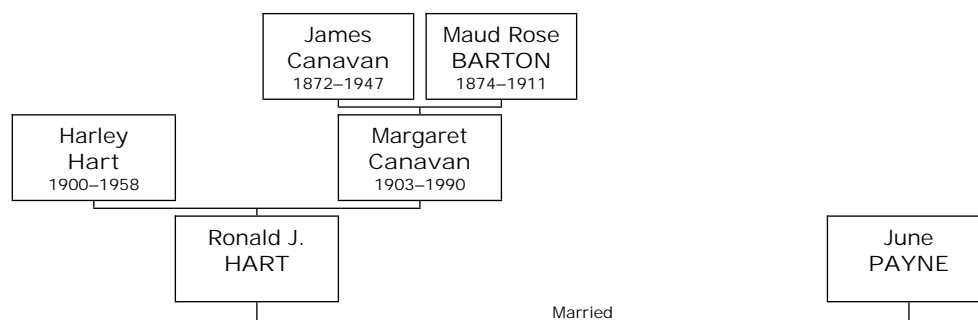 James
Canavan
1872–1947
Maud Rose
BARTON
1874–1911
Harley
Hart
1900–1958
Margaret
Canavan
1903–1990
Ronald J.
HART
June
PAYNE
Married